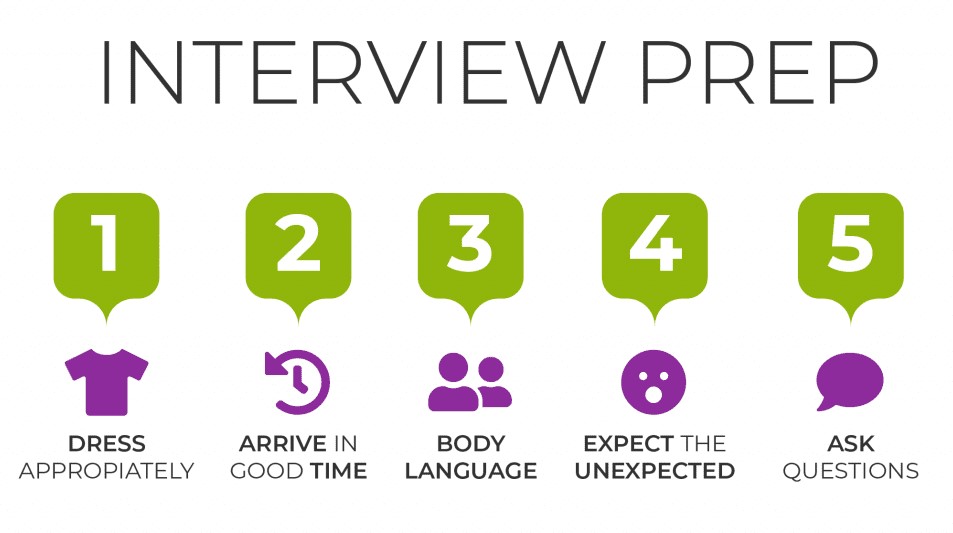 INTERVIEW PREP
1
2
3
4
5
DRESS
APPROPIATELY
ARRIVE IN
GOOD TIME
BODY
LANGUAGE
EXPECT THE
UNEXPECTED
ASK
QUESTIONS